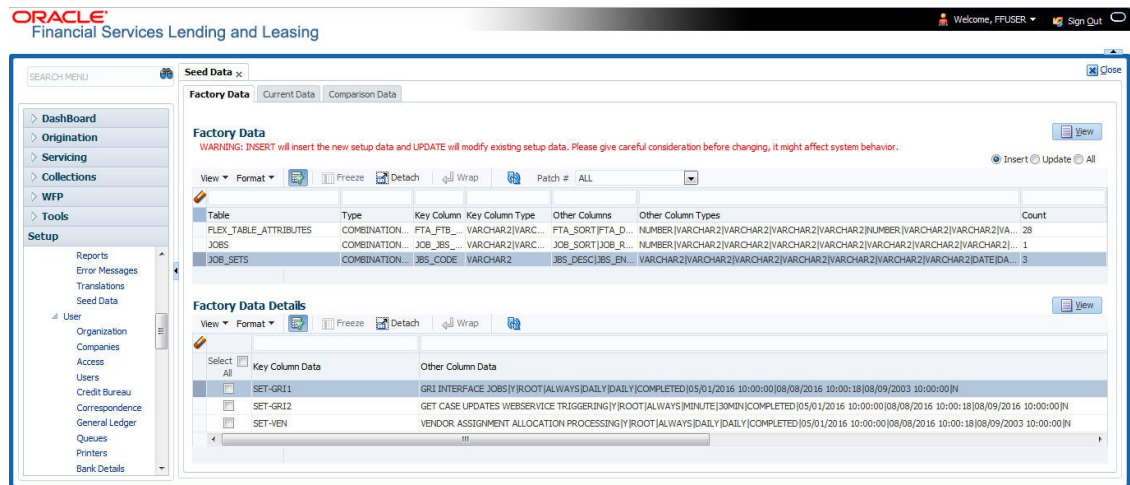 ORACLE
Financial Services Lending and Leasing
Welcome, FFUSER
Sign Out
SEARCH MENU
DashBoard
Origination
Servicing
Collections
WFP
Tools
Setup
Reports
Error Messages
Translations
Seed Data
User
Organization
Companies
Access
Users
Credit Bureau
Correspondence
General Ledger
Queues
Printers
Bank Details
Seed Data x
Close
Factory Data Current Data Comparison Data
Factory Data
View
WARNING: INSERT will insert the new setup data and UPDATE will modify existing setup data. Please give careful consideration before changing, it might affect system behavior.
Insert Update All
View Format Freeze Detach Wrap Patch # ALL
Table Type Key Column Key Column Type Other Columns Other Column Types Count
FLEX_TABLE_ATTRIBUTES COMBINATION... FTA_FTB_... VARCHAR2|VARC... FTA_SORT|FTA_D... NUMBER|VARCHAR2|VARCHAR2|VARCHAR2|VARCHAR2|NUMBER|VARCHAR2|VARCHAR2|VA... 28
JOBS COMBINATION... JOB_JBS_... VARCHAR2|VARC... JOB_SORT|JOB_R... NUMBER|VARCHAR2|VARCHAR2|VARCHAR2|VARCHAR2|VARCHAR2|VARCHAR2|VARCHAR2|... 1
JOB_SETS COMBINATION... JBS_CODE VARCHAR2 JBS_DESC|JBS_EN... VARCHAR2|VARCHAR2|VARCHAR2|VARCHAR2|VARCHAR2|VARCHAR2|VARCHAR2|DATE|DA... 3
Factory Data Details
View
View Format Freeze Detach Wrap
Select All Key Column Data Other Column Data
SET-GRI1 GRI INTERFACE JOBS|Y|ROOT|ALWAYS|DAILY|DAILY|COMPLETED|05/01/2016 10:00:00|08/08/2016 10:00:18|08/09/2003 10:00:00|N
SET-GRI2 GET CASE UPDATES WEBSERVICE TRIGGERING|Y|ROOT|ALWAYS|MINUTE|30MIN|COMPLETED|05/01/2016 10:00:00|08/08/2016 10:00:18|08/09/2003 10:00:00|N
SET-VEN VENDOR ASSIGNMENT ALLOCATION PROCESSING|Y|ROOT|ALWAYS|DAILY|DAILY|COMPLETED|05/01/2016 10:00:00|08/08/2016 10:00:18|08/09/2003 10:00:00|N